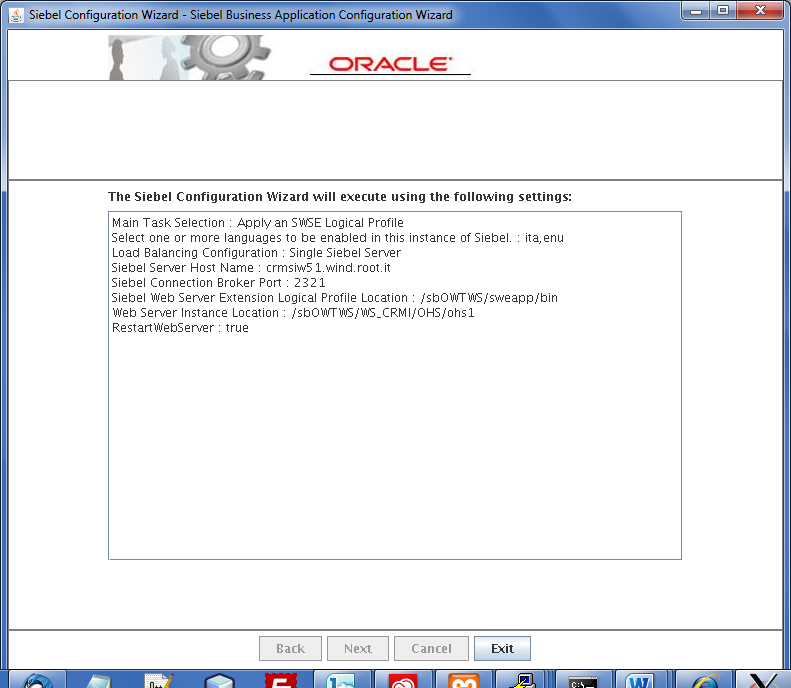 Siebel Configuration Wizard - Siebel Business Application Configuration Wizard
ORACLE
The Siebel Configuration Wizard will execute using the following settings:
Main Task Selection : Apply an SWSE Logical Profile
Select one or more languages to be enabled in this instance of Siebel. : ita,enu
Load Balancing Configuration : Single Siebel Server
Siebel Server Host Name : crmsiw51.wind.root.it
Siebel Connection Broker Port : 2321
Siebel Web Server Extension Logical Profile Location : /sbOWTWS/sweapp/bin
Web Server Instance Location : /sbOWTWS/WS_CRMI/OHS/ohs1
RestartWebServer : true
Back Next Cancel Exit